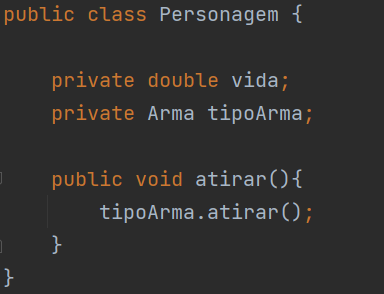 public class Personagem {
private double vida;
private Arma tipoArma;
public void atirar(){
tipoArma.atirar();
}
}